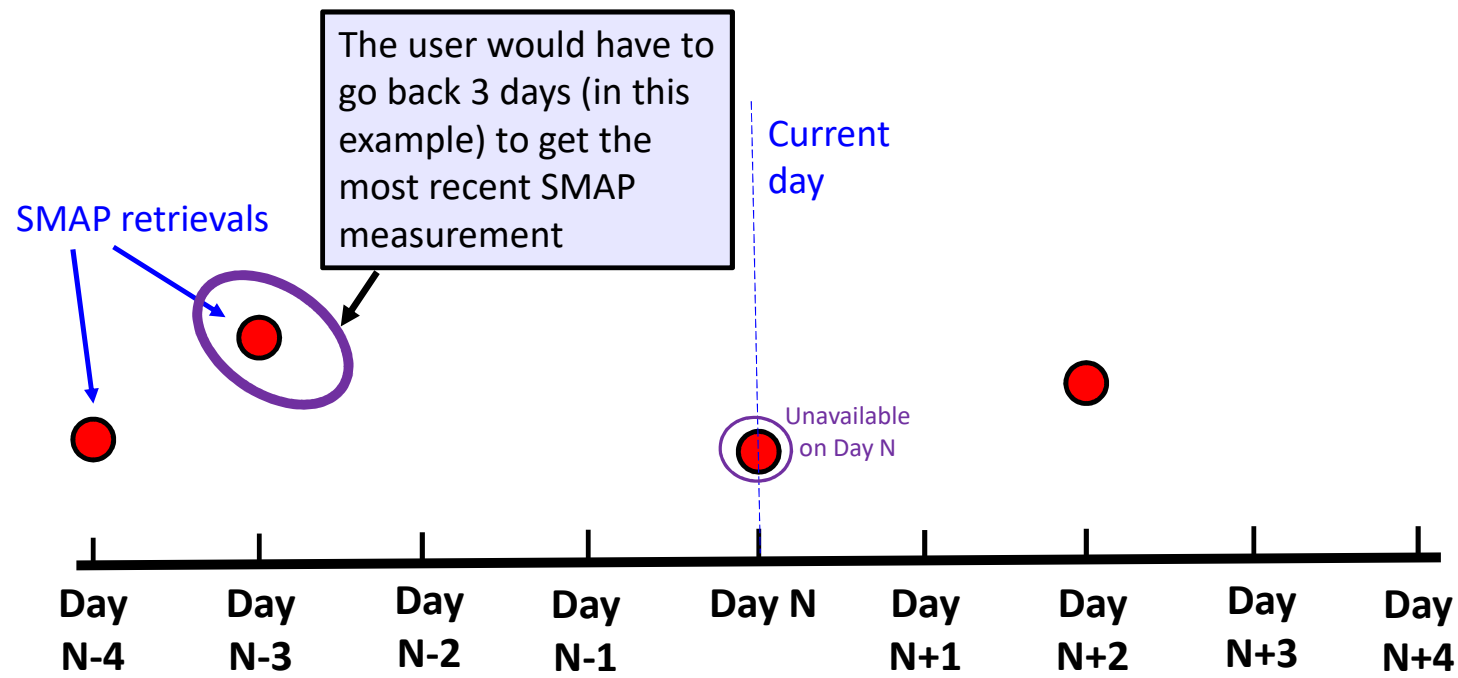 The user would have to
go back 3 days (in this
example) to get the
most recent SMAP
measurement
Current
day
SMAP retrievals
Unavailable
on Day N
Day
N-4
Day
N-3
Day
N-2
Day
N-1
Day N
Day
N+1
Day
N+2
Day
N+3
Day
N+4